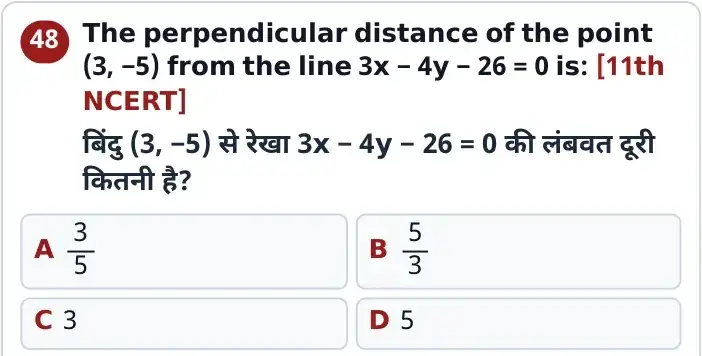 48 The perpendicular distance of the point
(3, −5) from the line 3x − 4y − 26 = 0 is: [11th
NCERT]
बिंदु (3, −5) से रेखा 3x − 4y − 26 = 0 की लंबवत दूरी
कितनी है?
A 3/5 B 5/3
C 3 D 5